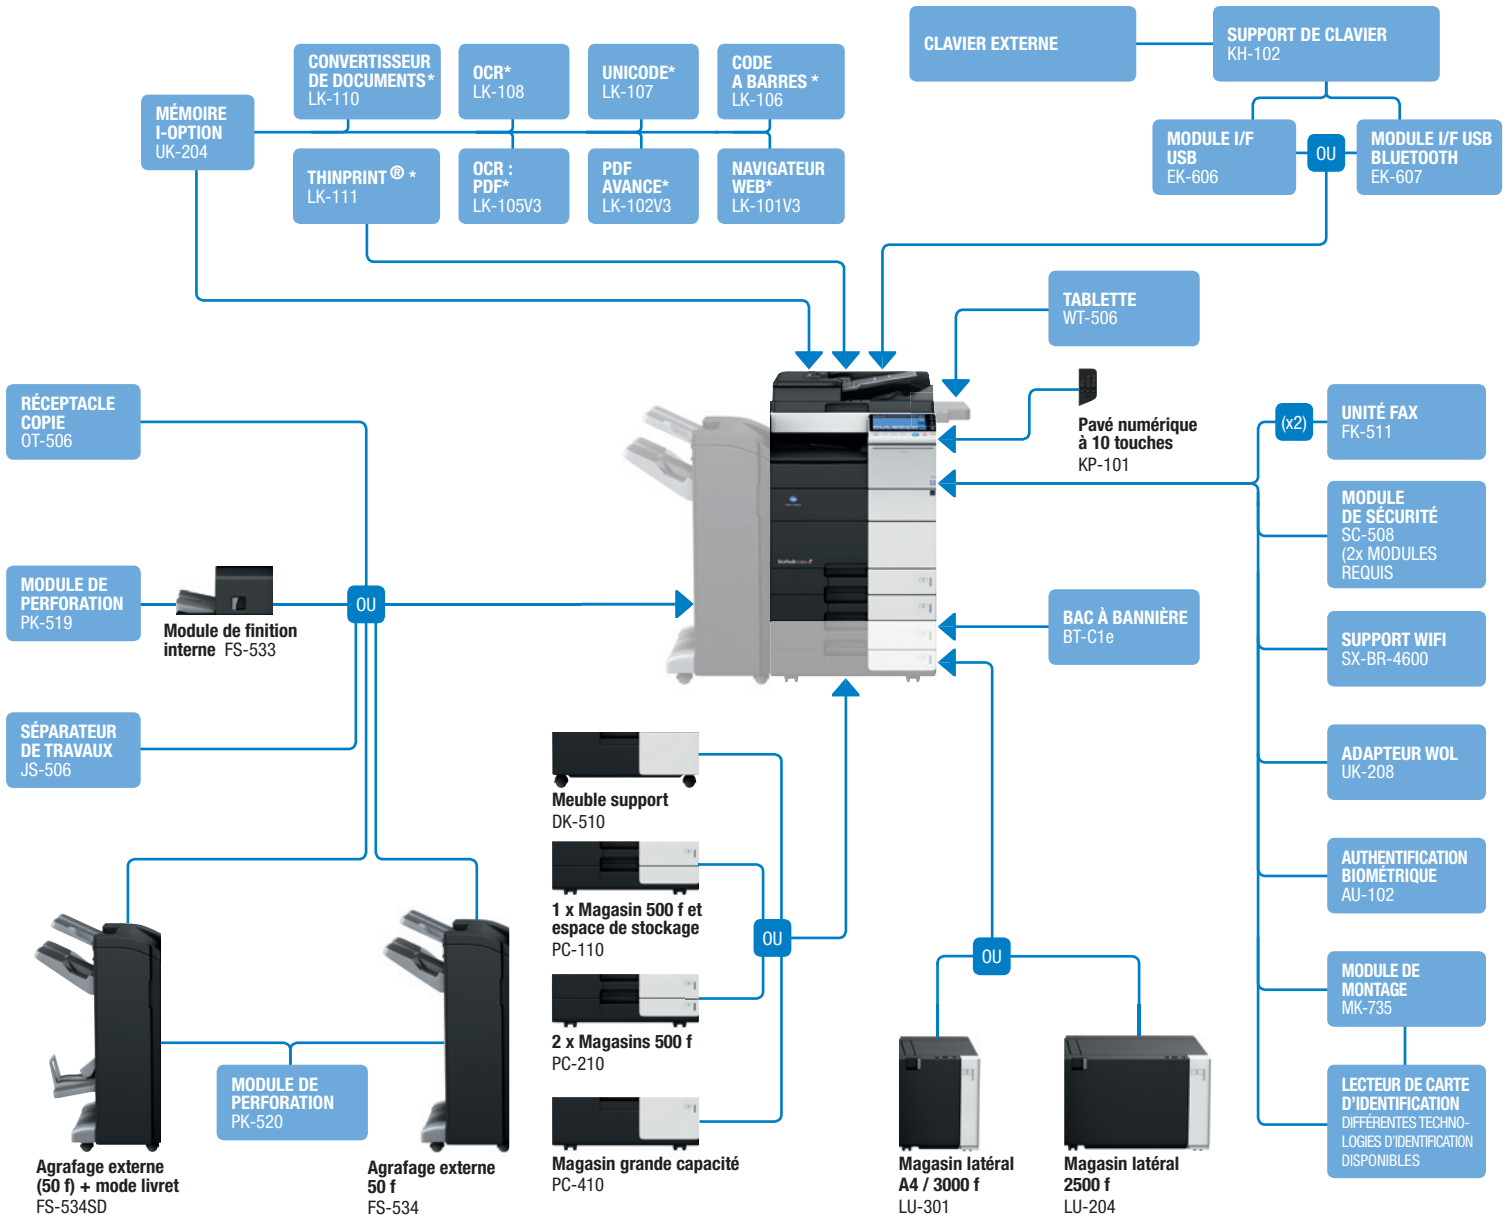 CLAVIER EXTERNE
SUPPORT DE CLAVIER
KH-102
CONVERTISSEUR
DE DOCUMENTS*
LK-110
OCR*
LK-108
UNICODE*
LK-107
CODE
A BARRES *
LK-106
MÉMOIRE
I-OPTION
UK-204
MODULE I/F
USB
EK-606
OU
MODULE I/F USB
BLUETOOTH
EK-607
THINPRINT ® *
LK-111
OCR :
PDF*
LK-105V3
PDF
AVANCE*
LK-102V3
NAVIGATEUR
WEB*
LK-101V3
TABLETTE
WT-506
RÉCEPTACLE
COPIE
OT-506
Pavé numérique
à 10 touches
KP-101
(x2)
UNITÉ FAX
FK-511
MODULE
DE SÉCURITÉ
SC-508
(2x MODULES
REQUIS
MODULE DE
PERFORATION
PK-519
Module de finition
interne FS-533
OU
BAC À BANNIÈRE
BT-C1e
SUPPORT WIFI
SX-BR-4600
SÉPARATEUR
DE TRAVAUX
JS-506
ADAPTEUR WOL
UK-208
Meuble support
DK-510
AUTHENTIFICATION
BIOMÉTRIQUE
AU-102
1 x Magasin 500 f et
espace de stockage
PC-110
OU
OU
MODULE DE
MONTAGE
MK-735
2 x Magasins 500 f
PC-210
MODULE DE
PERFORATION
PK-520
LECTEUR DE CARTE
D'IDENTIFICATION
DIFFÉRENTES TECHNO-
LOGIES D'IDENTIFICATION
DISPONIBLES
Agrafage externe
(50 f) + mode livret
FS-534SD
Agrafage externe
50 f
FS-534
Magasin grande capacité
PC-410
Magasin latéral
A4 / 3000 f
LU-301
Magasin latéral
2500 f
LU-204